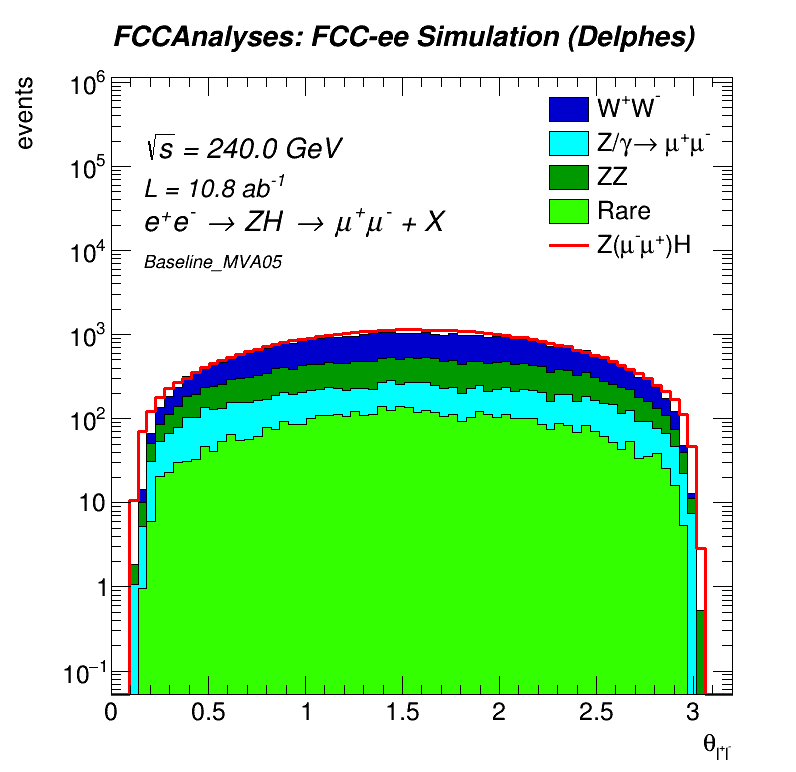 FCCAnalyses: FCC-ee Simulation (Delphes)
events
10⁶
10⁵
10⁴
10³
10²
10
1
10⁻¹
√s = 240.0 GeV
L = 10.8 ab⁻¹
e⁺e⁻ → ZH → μ⁺μ⁻ + X
Baseline_MVA05
W⁺W⁻
Z/γ→ μ⁺μ⁻
ZZ
Rare
Z(μ⁻μ⁺)H
0 0.5 1 1.5 2 2.5 3
θ_{l⁺l⁻}